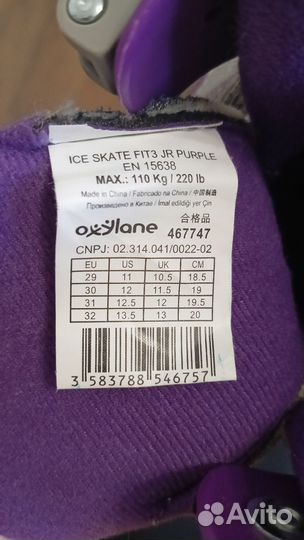 ICE SKATE FIT3 JR PURPLE
EN 15638
MAX.: 110 Kg / 220 lb
Made in China / Fabricado na China / 中国制造
Произведено в Китае / Imal edildiği yer Çin
合格品
oxylane 467747
CNPJ: 02.314.041/0022-02
EU US UK CM
29 11 10.5 18.5
30 12 11.5 19
31 12.5 12 19.5
32 13.5 13 20
3 583788 546757
Avito